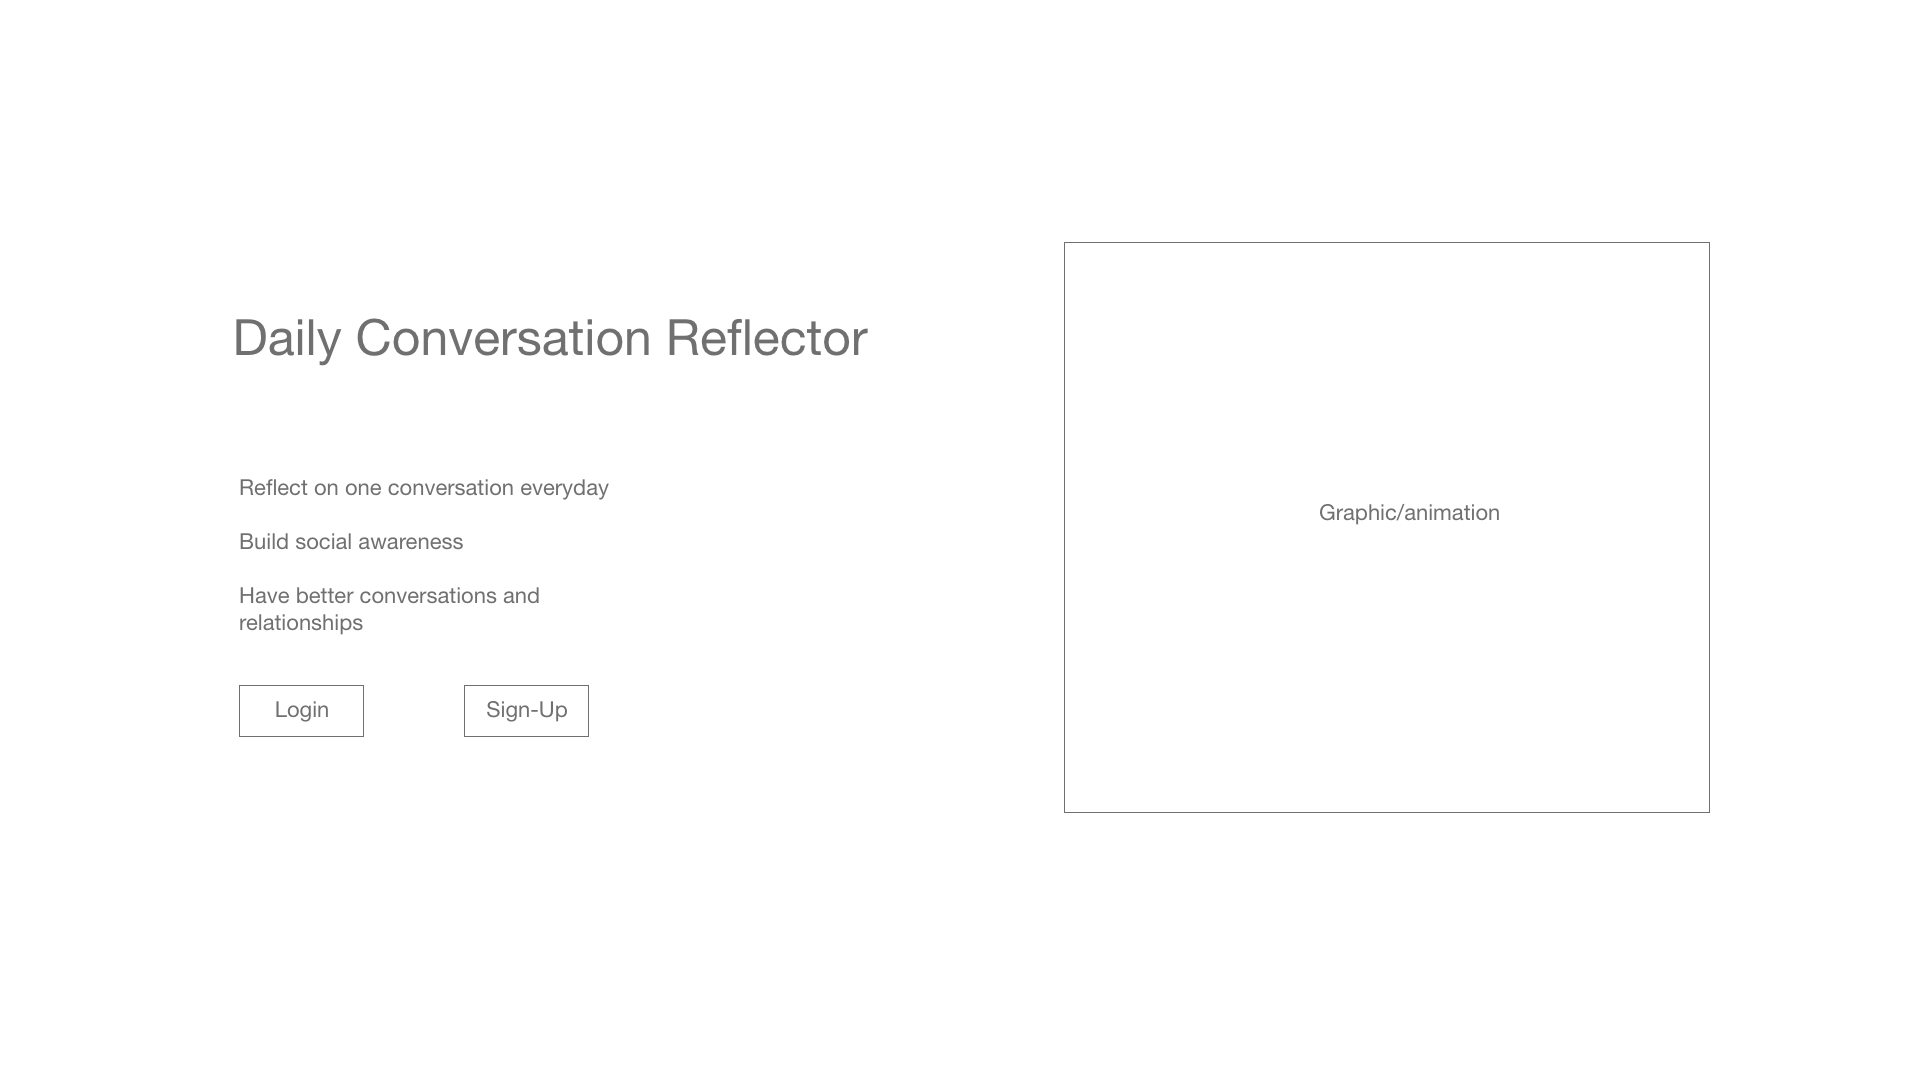 Daily Conversation Reflector
Reflect on one conversation everyday
Build social awareness
Have better conversations and
relationships
Login
Sign-Up
Graphic/animation